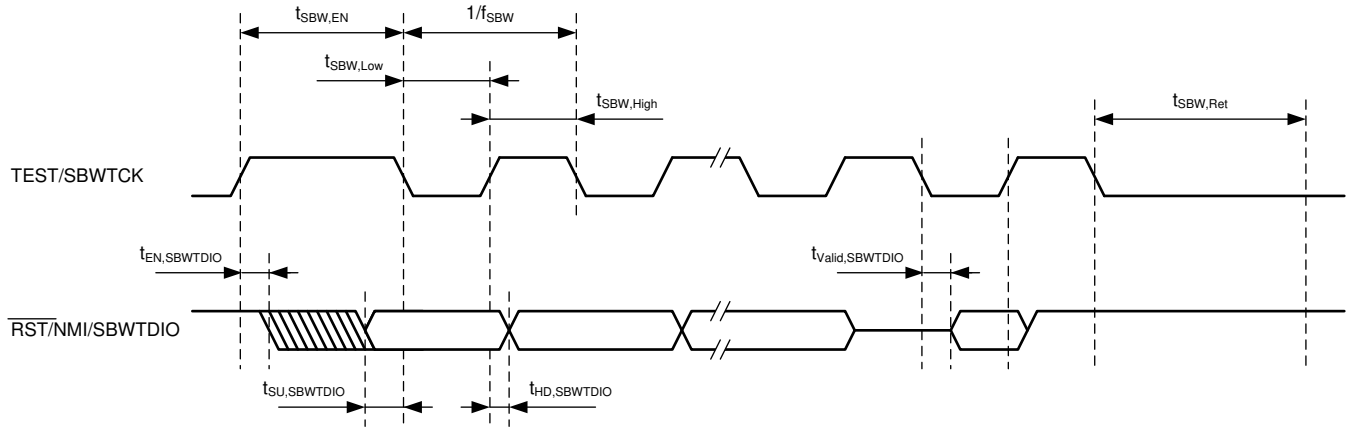 tSBW,EN
1/fSBW
tSBW,Low
tSBW,High
tSBW,Ret
TEST/SBWTCK
tEN,SBWTDIO
tValid,SBWTDIO
RST/NMI/SBWTDIO
tSU,SBWTDIO
tHD,SBWTDIO